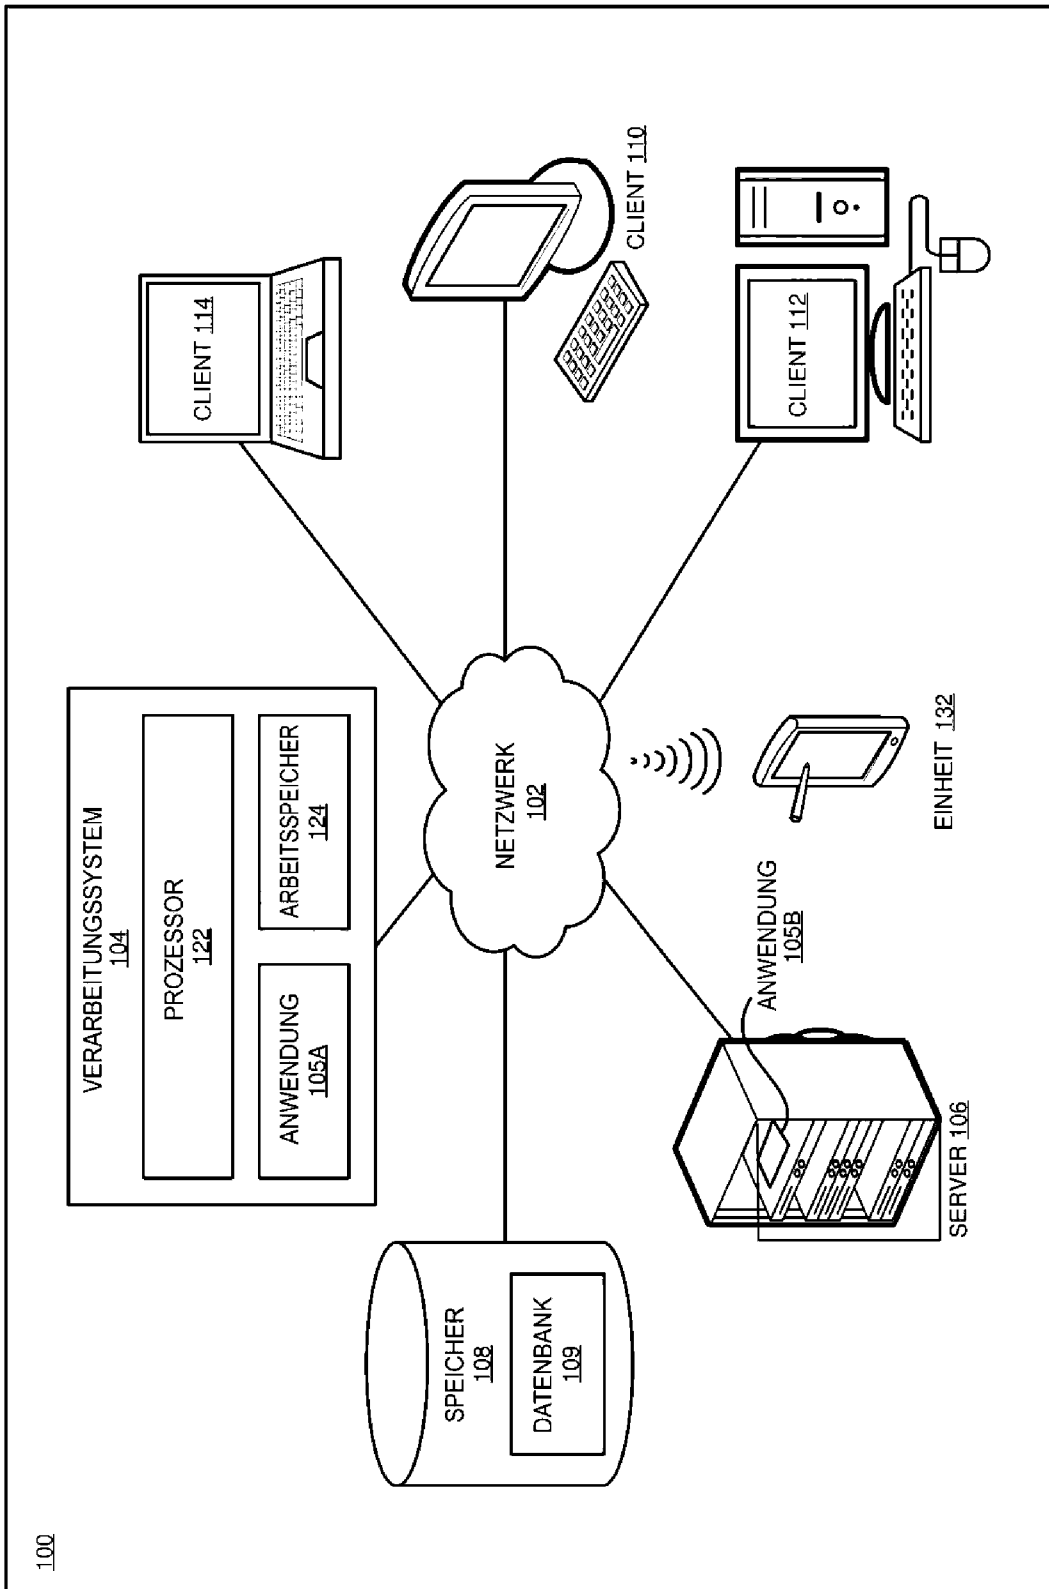 100
VERARBEITUNGSSYSTEM
104
PROZESSOR
122
ANWENDUNG
105A
ARBEITSSPEICHER
124
CLIENT 114
SPEICHER
108
DATENBANK
109
NETZWERK
102
CLIENT 110
ANWENDUNG
105B
SERVER 106
EINHEIT 132
CLIENT 112